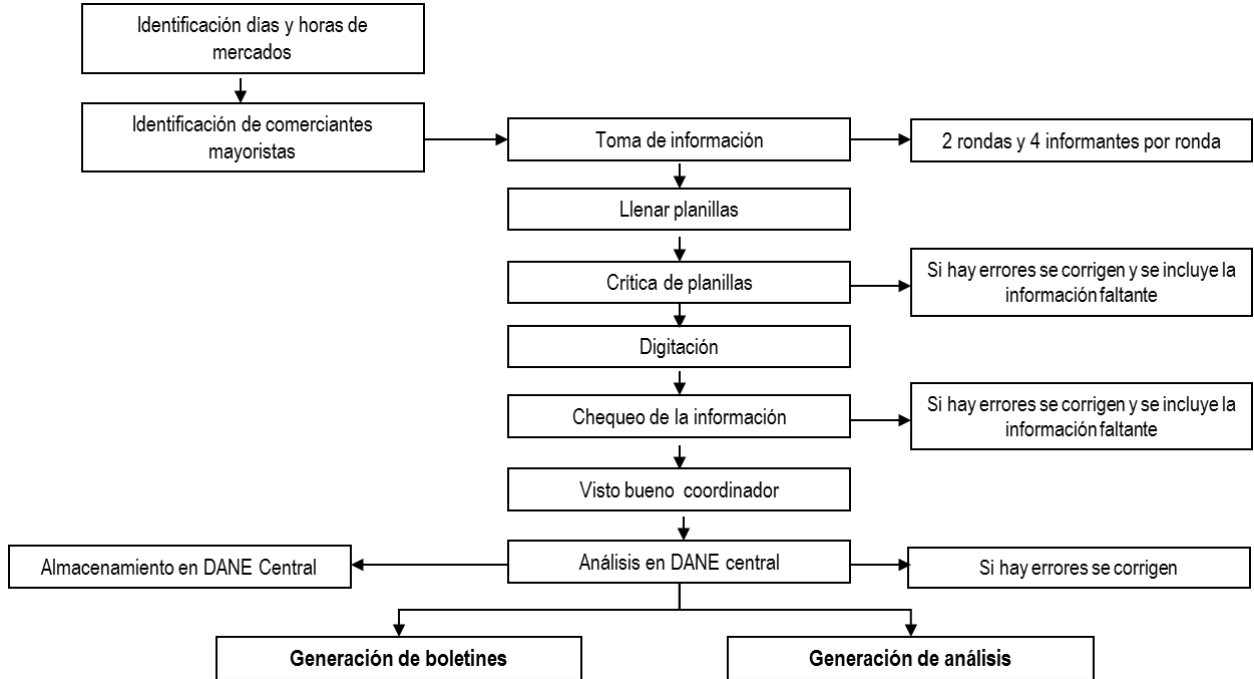 Identificación días y horas de
mercados
Identificación de comerciantes
mayoristas
Toma de información
2 rondas y 4 informantes por ronda
Llenar planillas
Crítica de planillas
Si hay errores se corrigen y se incluye la
información faltante
Digitación
Chequeo de la información
Si hay errores se corrigen y se incluye la
información faltante
Visto bueno coordinador
Almacenamiento en DANE Central
Análisis en DANE central
Si hay errores se corrigen
Generación de boletines
Generación de análisis